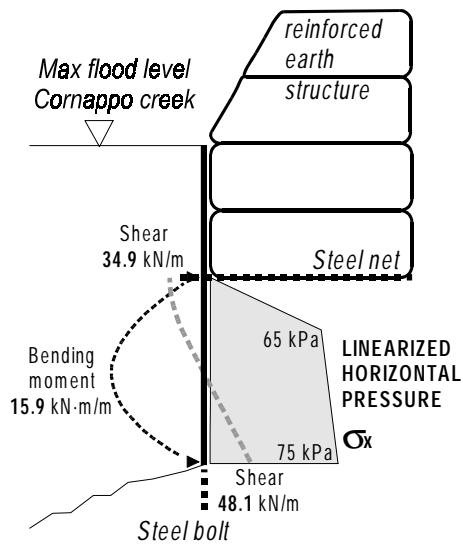 reinforced
earth
structure
Max flood level
Cornappo creek
Shear
34.9 kN/m
Steel net
65 kPa
LINEARIZED
HORIZONTAL
PRESSURE
σx
Bending
moment
15.9 kN·m/m
75 kPa
Shear
48.1 kN/m
Steel bolt